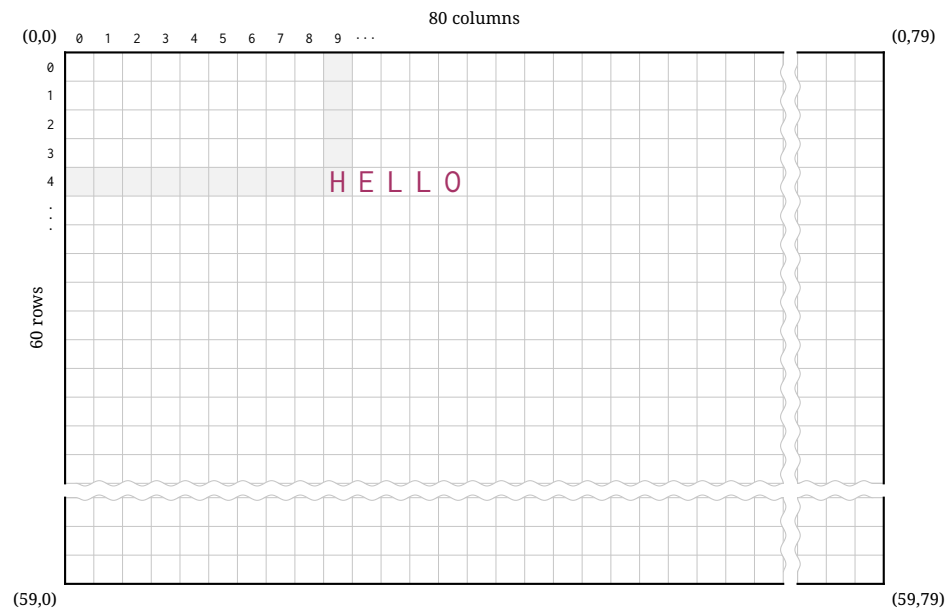 80 columns
(0,0) 0 1 2 3 4 5 6 7 8 9 ··· (0,79)
0
1
2
3
4 HELLO
.
.
.
60 rows
(59,0) (59,79)